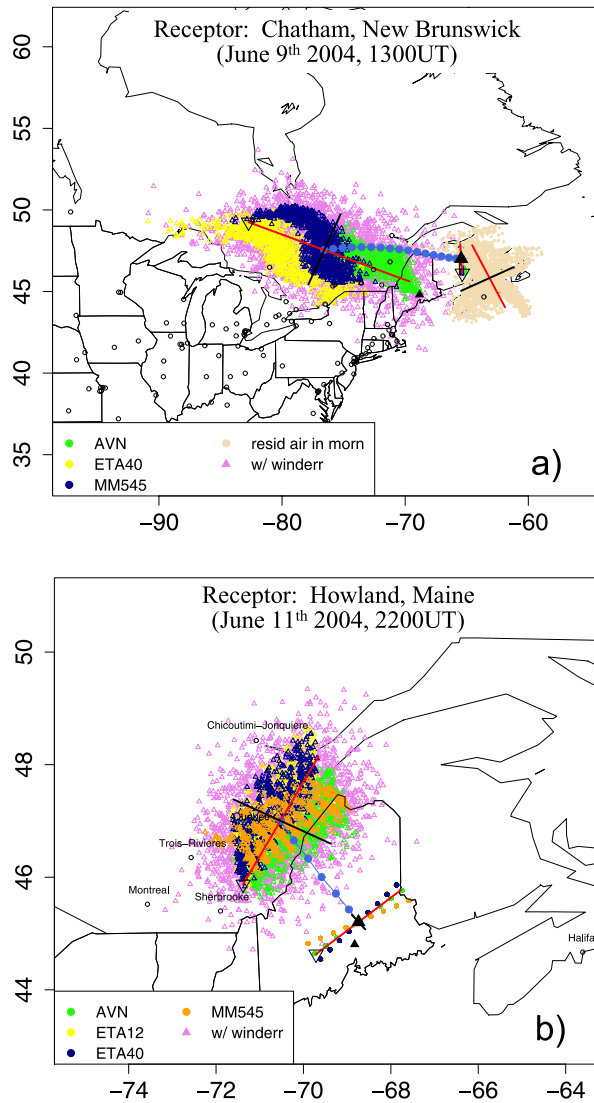 Receptor: Chatham, New Brunswick
(June 9th 2004, 1300UT)
60
55
50
45
40
35
AVN
ETA40
MM545
resid air in morn
w/ winderr
a)
−90
−80
−70
−60
Receptor: Howland, Maine
(June 11th 2004, 2200UT)
50
48
46
44
Chicoutimi−Jonquiere
Quebec
Trois−Rivieres
Montreal
Sherbrooke
Halifa
AVN
ETA12
ETA40
MM545
w/ winderr
b)
−74
−72
−70
−68
−66
−64